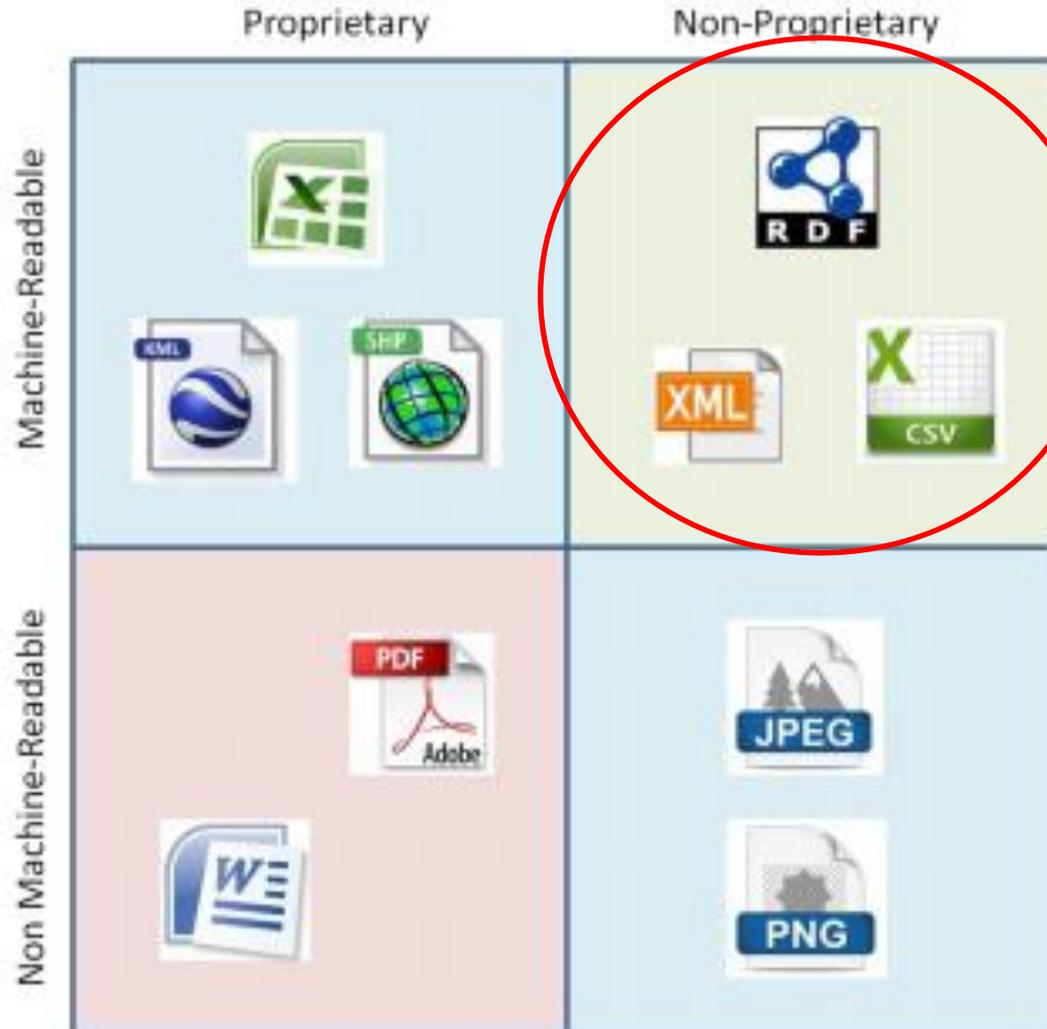 Proprietary
Non-Proprietary
Machine-Readable
X
RDF
KML
SHP
XML
X
CSV
Non Machine-Readable
PDF
Adobe
JPEG
W
PNG